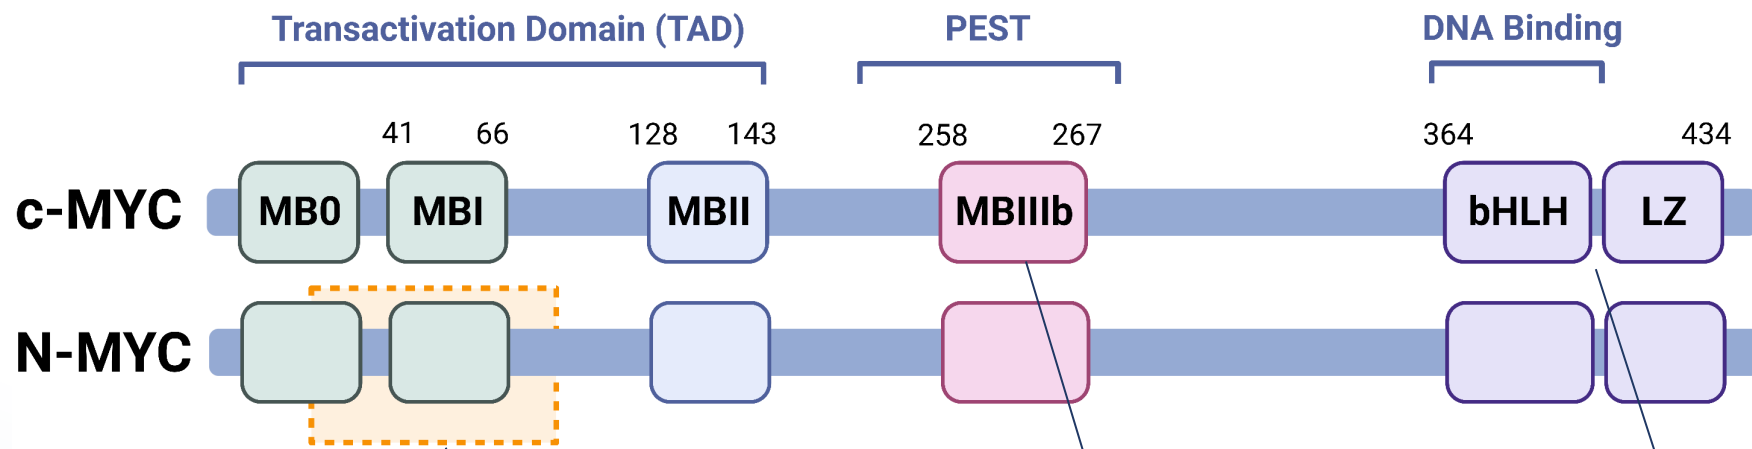 Transactivation Domain (TAD) PEST DNA Binding
41 66 128 143 258 267 364 434
c-MYC MB0 MBI MBII MBIIIb bHLH LZ
N-MYC